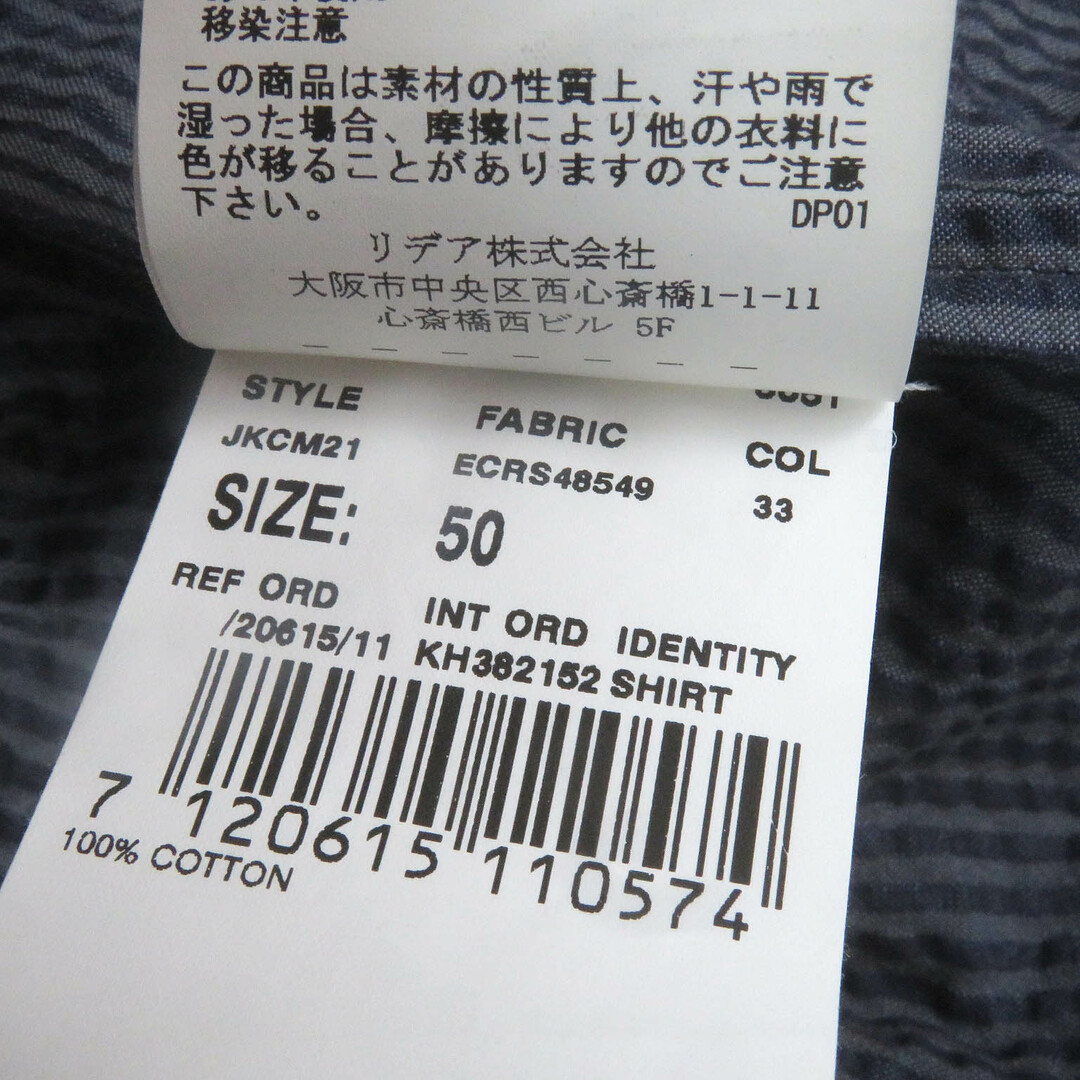 移染注意
この商品は素材の性質上、汗や雨で
湿った場合、摩擦により他の衣料に
色が移ることがありますのでご注意
下さい。 DP01
リデア株式会社
大阪市中央区西心斎橋1-1-11
心斎橋西ビル 5F
STYLE FABRIC COL
JKCM21 ECRS48549 33
SIZE: 50
REF ORD INT ORD IDENTITY
/20615/11 KH382152 SHIRT
7 120615 110574
100% COTTON